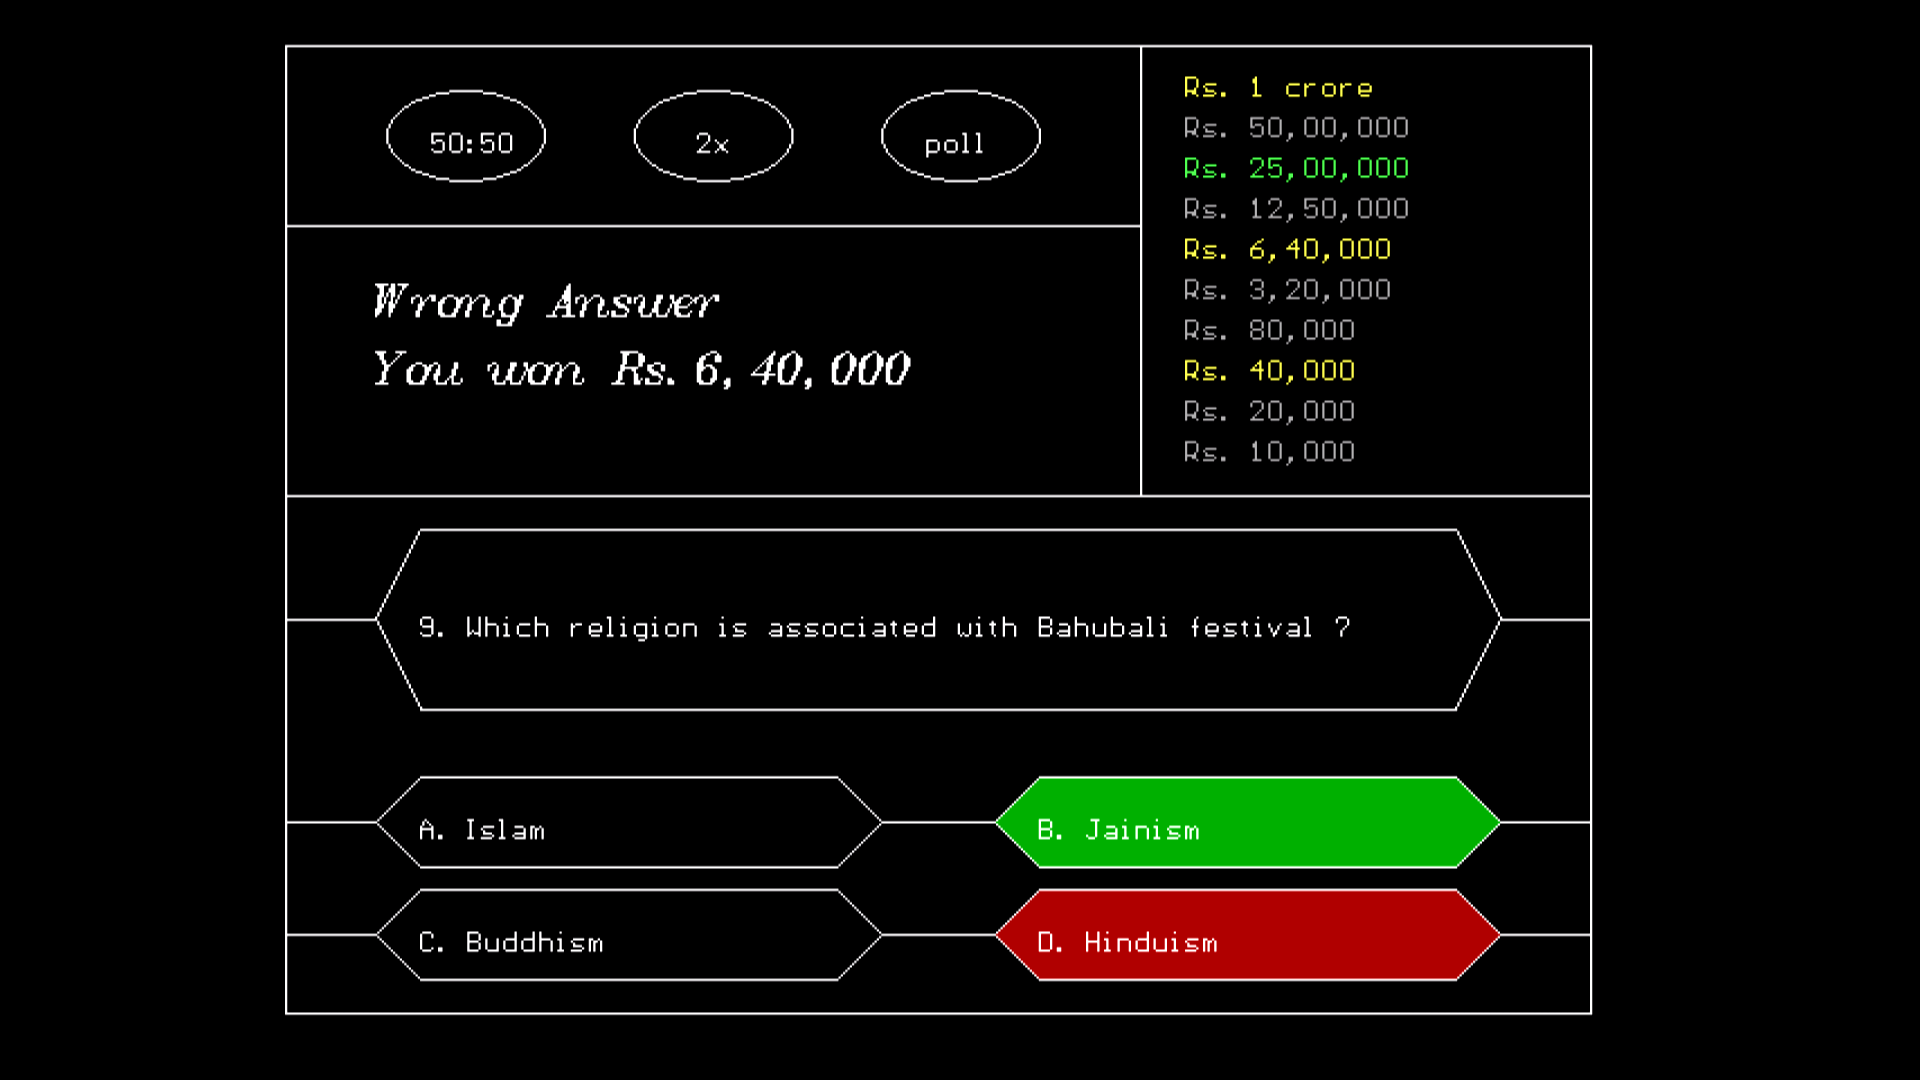 50:50
2x
poll
Rs. 1 crore
Rs. 50,00,000
Rs. 25,00,000
Rs. 12,50,000
Rs. 6,40,000
Rs. 3,20,000
Rs. 80,000
Rs. 40,000
Rs. 20,000
Rs. 10,000
Wrong Answer
You won Rs. 6, 40, 000
9. Which religion is associated with Bahubali festival ?
A. Islam
B. Jainism
C. Buddhism
D. Hinduism